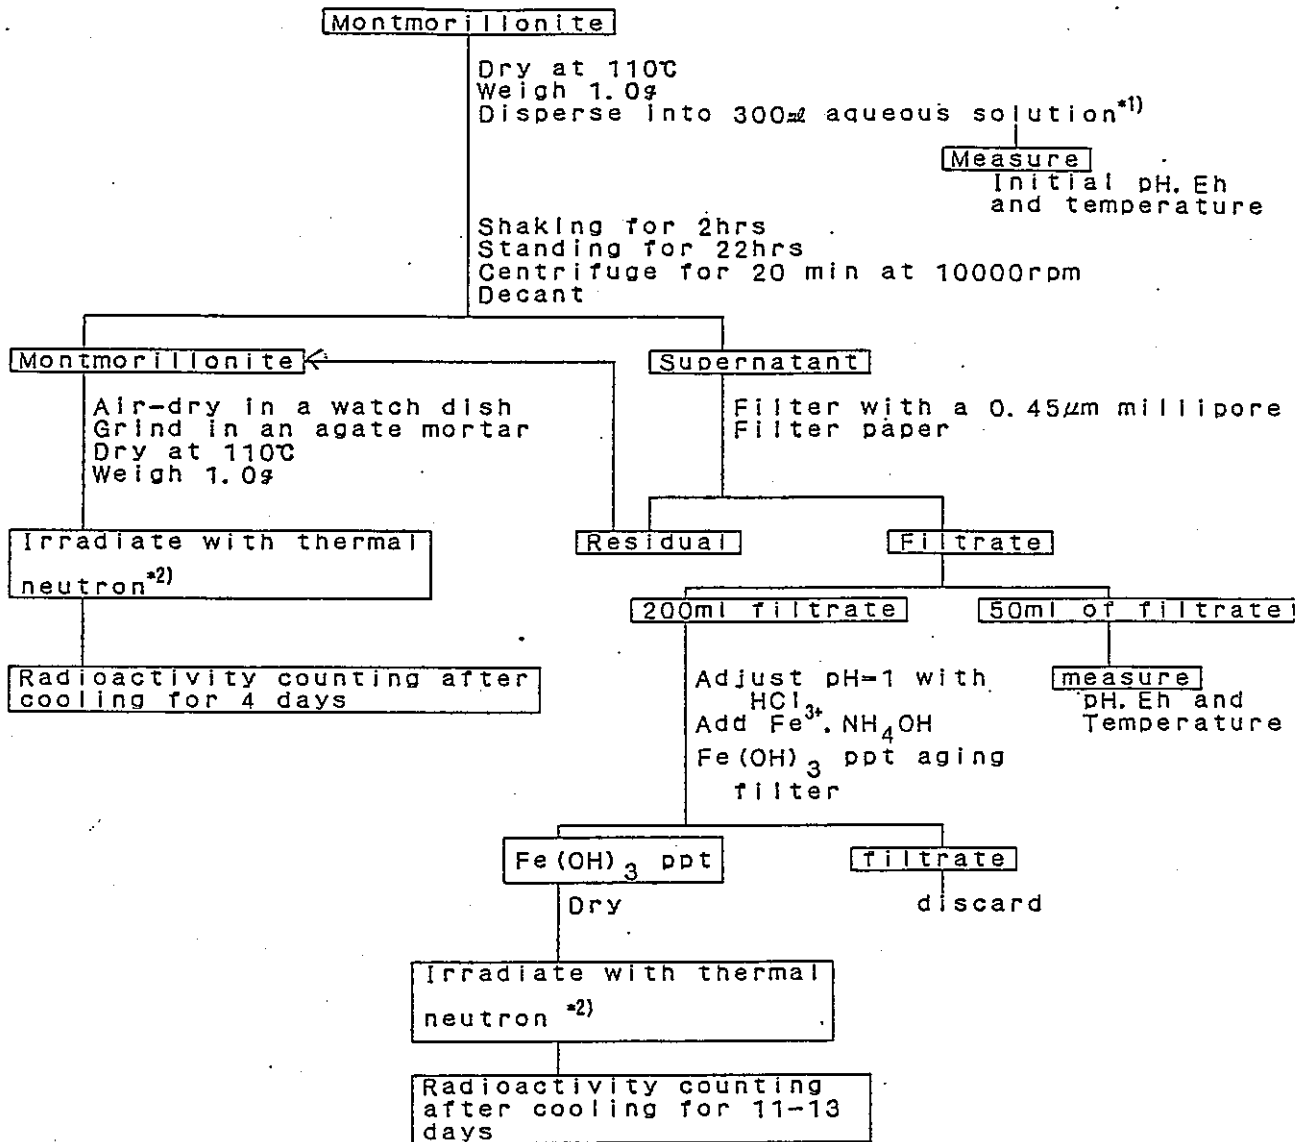 Montmorillonite
Dry at 110℃
Weigh 1.0g
Disperse into 300㎖ aqueous solution*1)
Measure
Initial pH. Eh
and temperature
Shaking for 2hrs
Standing for 22hrs
Centrifuge for 20 min at 10000rpm
Decant
Montmorillonite
Supernatant
Air-dry in a watch dish
Grind in an agate mortar
Dry at 110℃
Weigh 1.0g
Filter with a 0.45μm millipore
Filter paper
Irradiate with thermal
neutron*2)
Residual
Filtrate
200ml filtrate
50ml of filtrate
Radioactivity counting after
cooling for 4 days
Adjust pH=1 with
HCl
Add Fe3+. NH4OH
Fe(OH)3 ppt aging
filter
measure
pH. Eh and
Temperature
Fe(OH)3 ppt
filtrate
Dry
discard
Irradiate with thermal
neutron *2)
Radioactivity counting
after cooling for 11-13
days